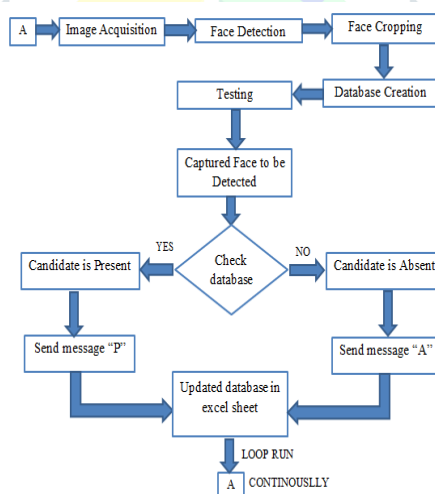 A
Image Acquisition
Face Detection
Face Cropping
Testing
Database Creation
Captured Face to be
Detected
YES
NO
Candidate is Present
Check
database
Candidate is Absent
Send message “P”
Send message “A”
Updated database in
excel sheet
LOOP RUN
A
CONTINOUSLLY